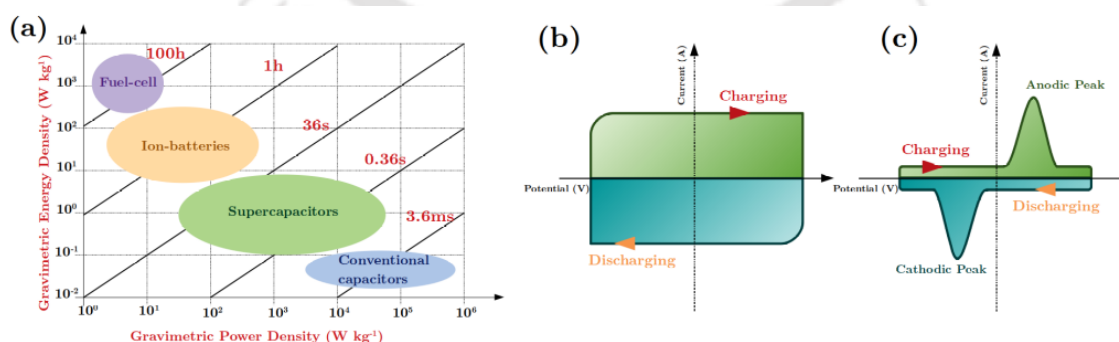 (a)
Gravimetric Energy Density (W kg⁻¹)
10⁴
10³
10²
10¹
10⁰
10⁻¹
10⁻²
100h
1h
36s
0.36s
3.6ms
Fuel-cell
Ion-batteries
Supercapacitors
Conventional
capacitors
10⁰ 10¹ 10² 10³ 10⁴ 10⁵ 10⁶
Gravimetric Power Density (W kg⁻¹)
(b)
Current (A)
Charging
Potential (V)
Discharging
(c)
Current (A)
Anodic Peak
Charging
Potential (V)
Discharging
Cathodic Peak